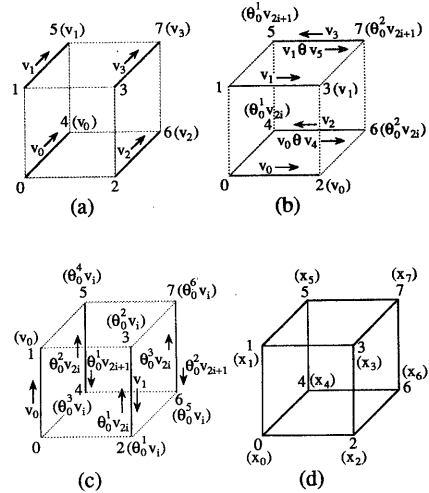 5(v₁) 7(v₃)
v₁ v₃
1 3
4(v₀) 6(v₂)
v₀ v₂
0 2
(a)
(θ₀¹v₂ᵢ₊₁) v₃ (θ₀²v₂ᵢ₊₁)
5 7
v₁θv₅
v₁
1 3(v₁)
(θ₀¹v₂ᵢ) v₂
4 6(θ₀²v₂ᵢ)
v₀θv₄
v₀
0 2(v₀)
(b)
(θ₀⁴vᵢ) (θ₀⁶vᵢ)
5 7
(v₀) (θ₀²vᵢ)
1 3
θ₀²v₂ᵢ θ₀¹v₂ᵢ₊₁ θ₀³v₂ᵢ θ₀²v₂ᵢ₊₁
v₀ 4 v₁ 6
(θ₀³vᵢ) θ₀¹v₂ᵢ (θ₀⁵vᵢ)
0 2(θ₀¹vᵢ)
(c)
(x₅) (x₇)
5 7
1 3
(x₁) (x₃)
4(x₄) 6
(x₆)
0 2
(x₀) (x₂)
(d)